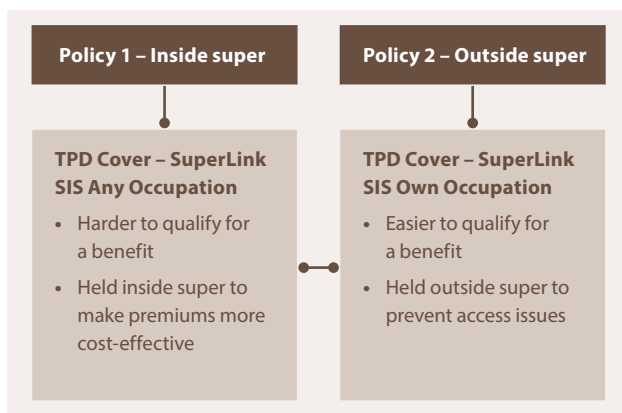 Policy 1 – Inside super
TPD Cover – SuperLink
SIS Any Occupation
• Harder to qualify for
a benefit
• Held inside super to
make premiums more
cost-effective
Policy 2 – Outside super
TPD Cover – SuperLink
SIS Own Occupation
• Easier to qualify for
a benefit
• Held outside super to
prevent access issues